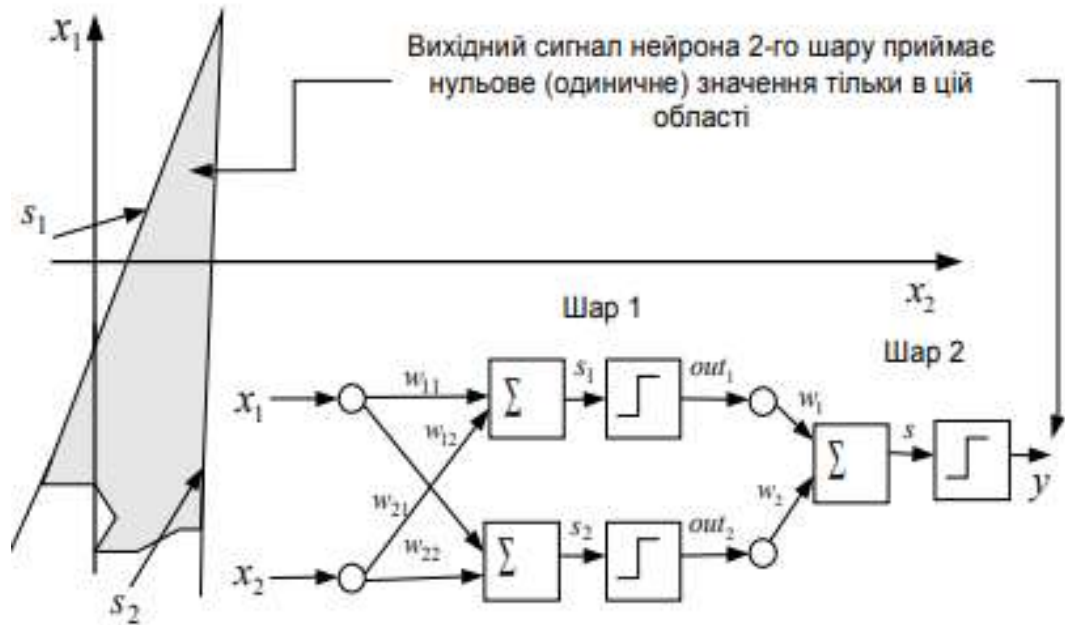 x₁
Вихідний сигнал нейрона 2-го шару приймає
нульове (одиничне) значення тільки в цій
області
s₁
x₂
Шар 1
Шар 2
x₁
w₁₁
Σ
s₁
out₁
w₁
w₁₂
Σ
s
y
w₂₁
w₂
w₂₂
Σ
s₂
out₂
x₂
s₂